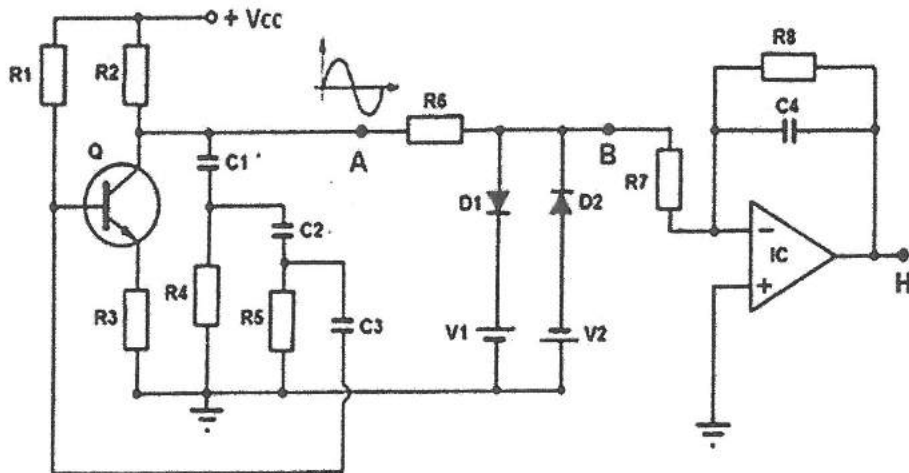 + Vcc
R1 R2 R8
R6 C4
Q C1 A B
R7
D1 D2
C2
IC
R4 H
R3 R5 C3 V1 V2